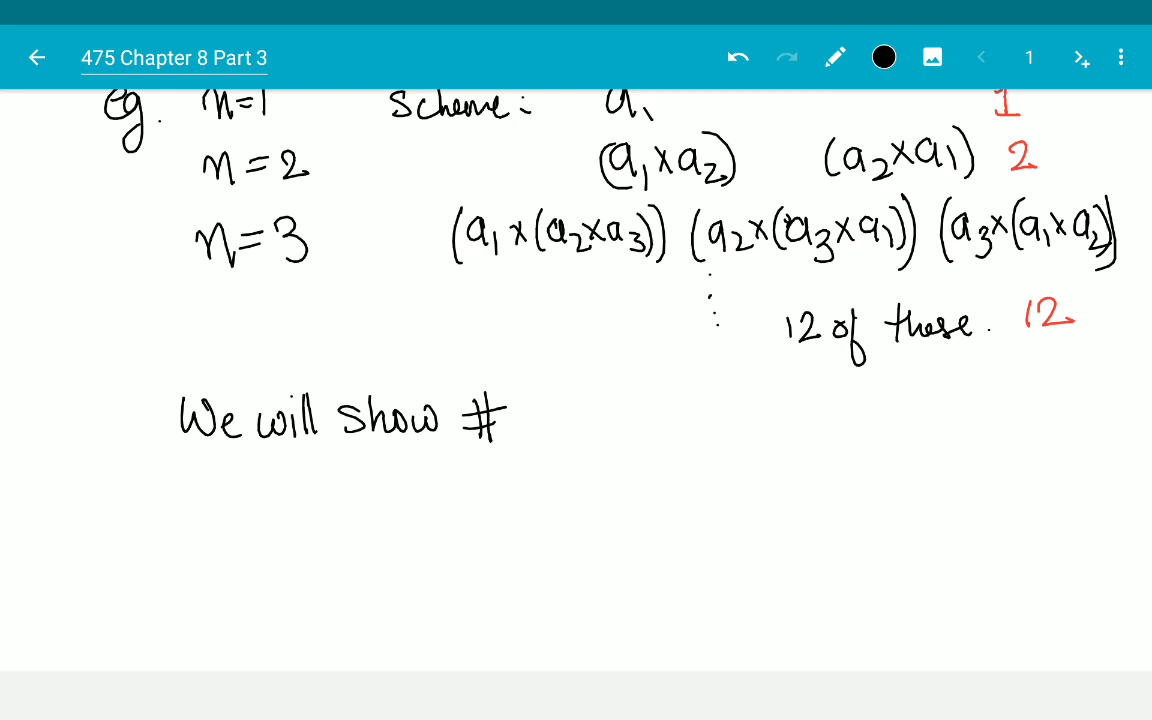 475 Chapter 8 Part 3
1
eg. n=1 Scheme: a₁ 1
n=2 (a₁×a₂) (a₂×a₁) 2
n=3 (a₁×(a₂×a₃)) (a₂×(a₃×a₁)) (a₃×(a₁×a₂))
⋮ 12 of these. 12
We will show #